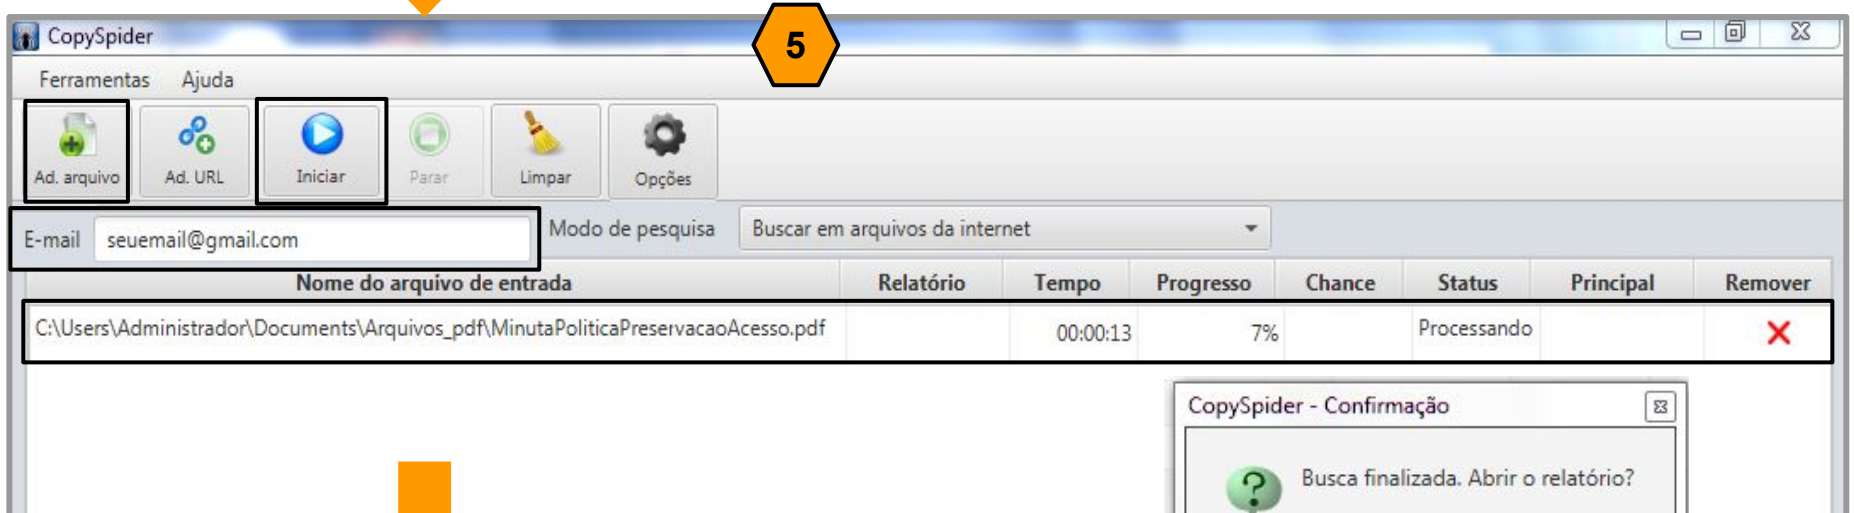 5
CopySpider
Ferramentas Ajuda
Ad. arquivo Ad. URL Iniciar Parar Limpar Opções
E-mail seuemail@gmail.com Modo de pesquisa Buscar em arquivos da internet
Nome do arquivo de entrada Relatório Tempo Progresso Chance Status Principal Remover
C:\Users\Administrador\Documents\Arquivos_pdf\MinutaPoliticaPreservacaoAcesso.pdf 00:00:13 7% Processando
CopySpider - Confirmação
Busca finalizada. Abrir o relatório?